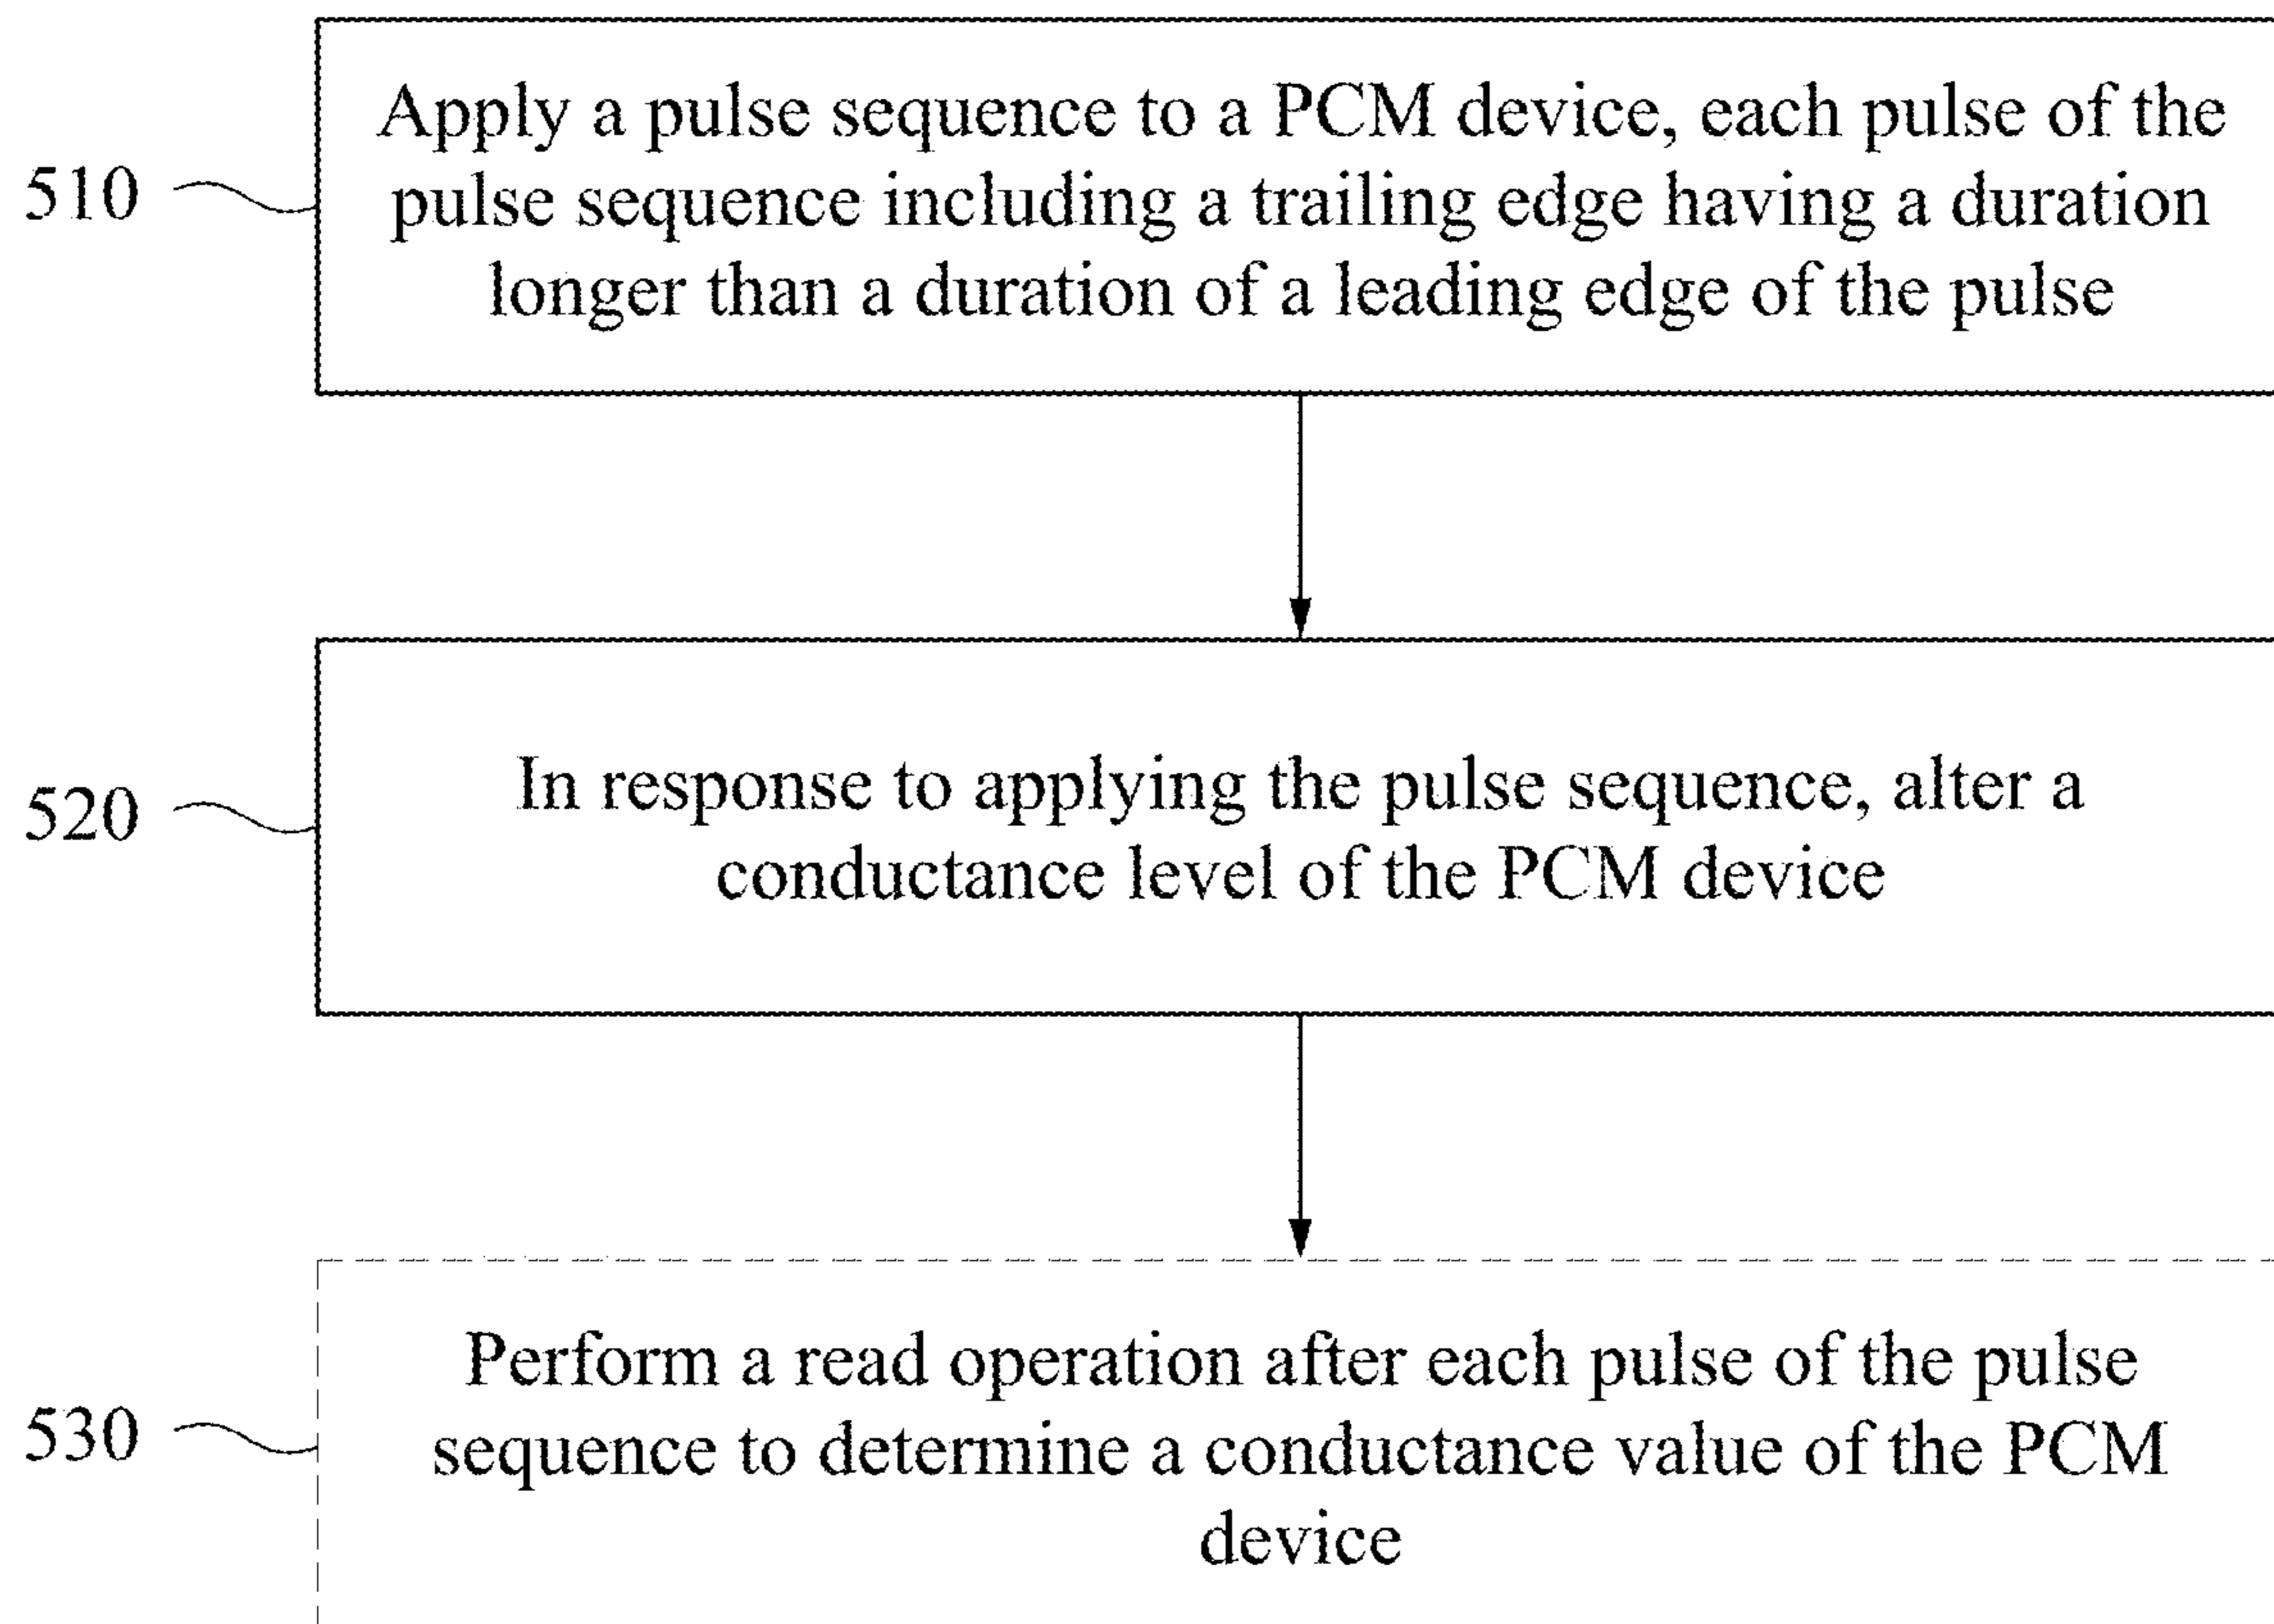 510
Apply a pulse sequence to a PCM device, each pulse of the
pulse sequence including a trailing edge having a duration
longer than a duration of a leading edge of the pulse
520
In response to applying the pulse sequence, alter a
conductance level of the PCM device
530
Perform a read operation after each pulse of the pulse
sequence to determine a conductance value of the PCM
device